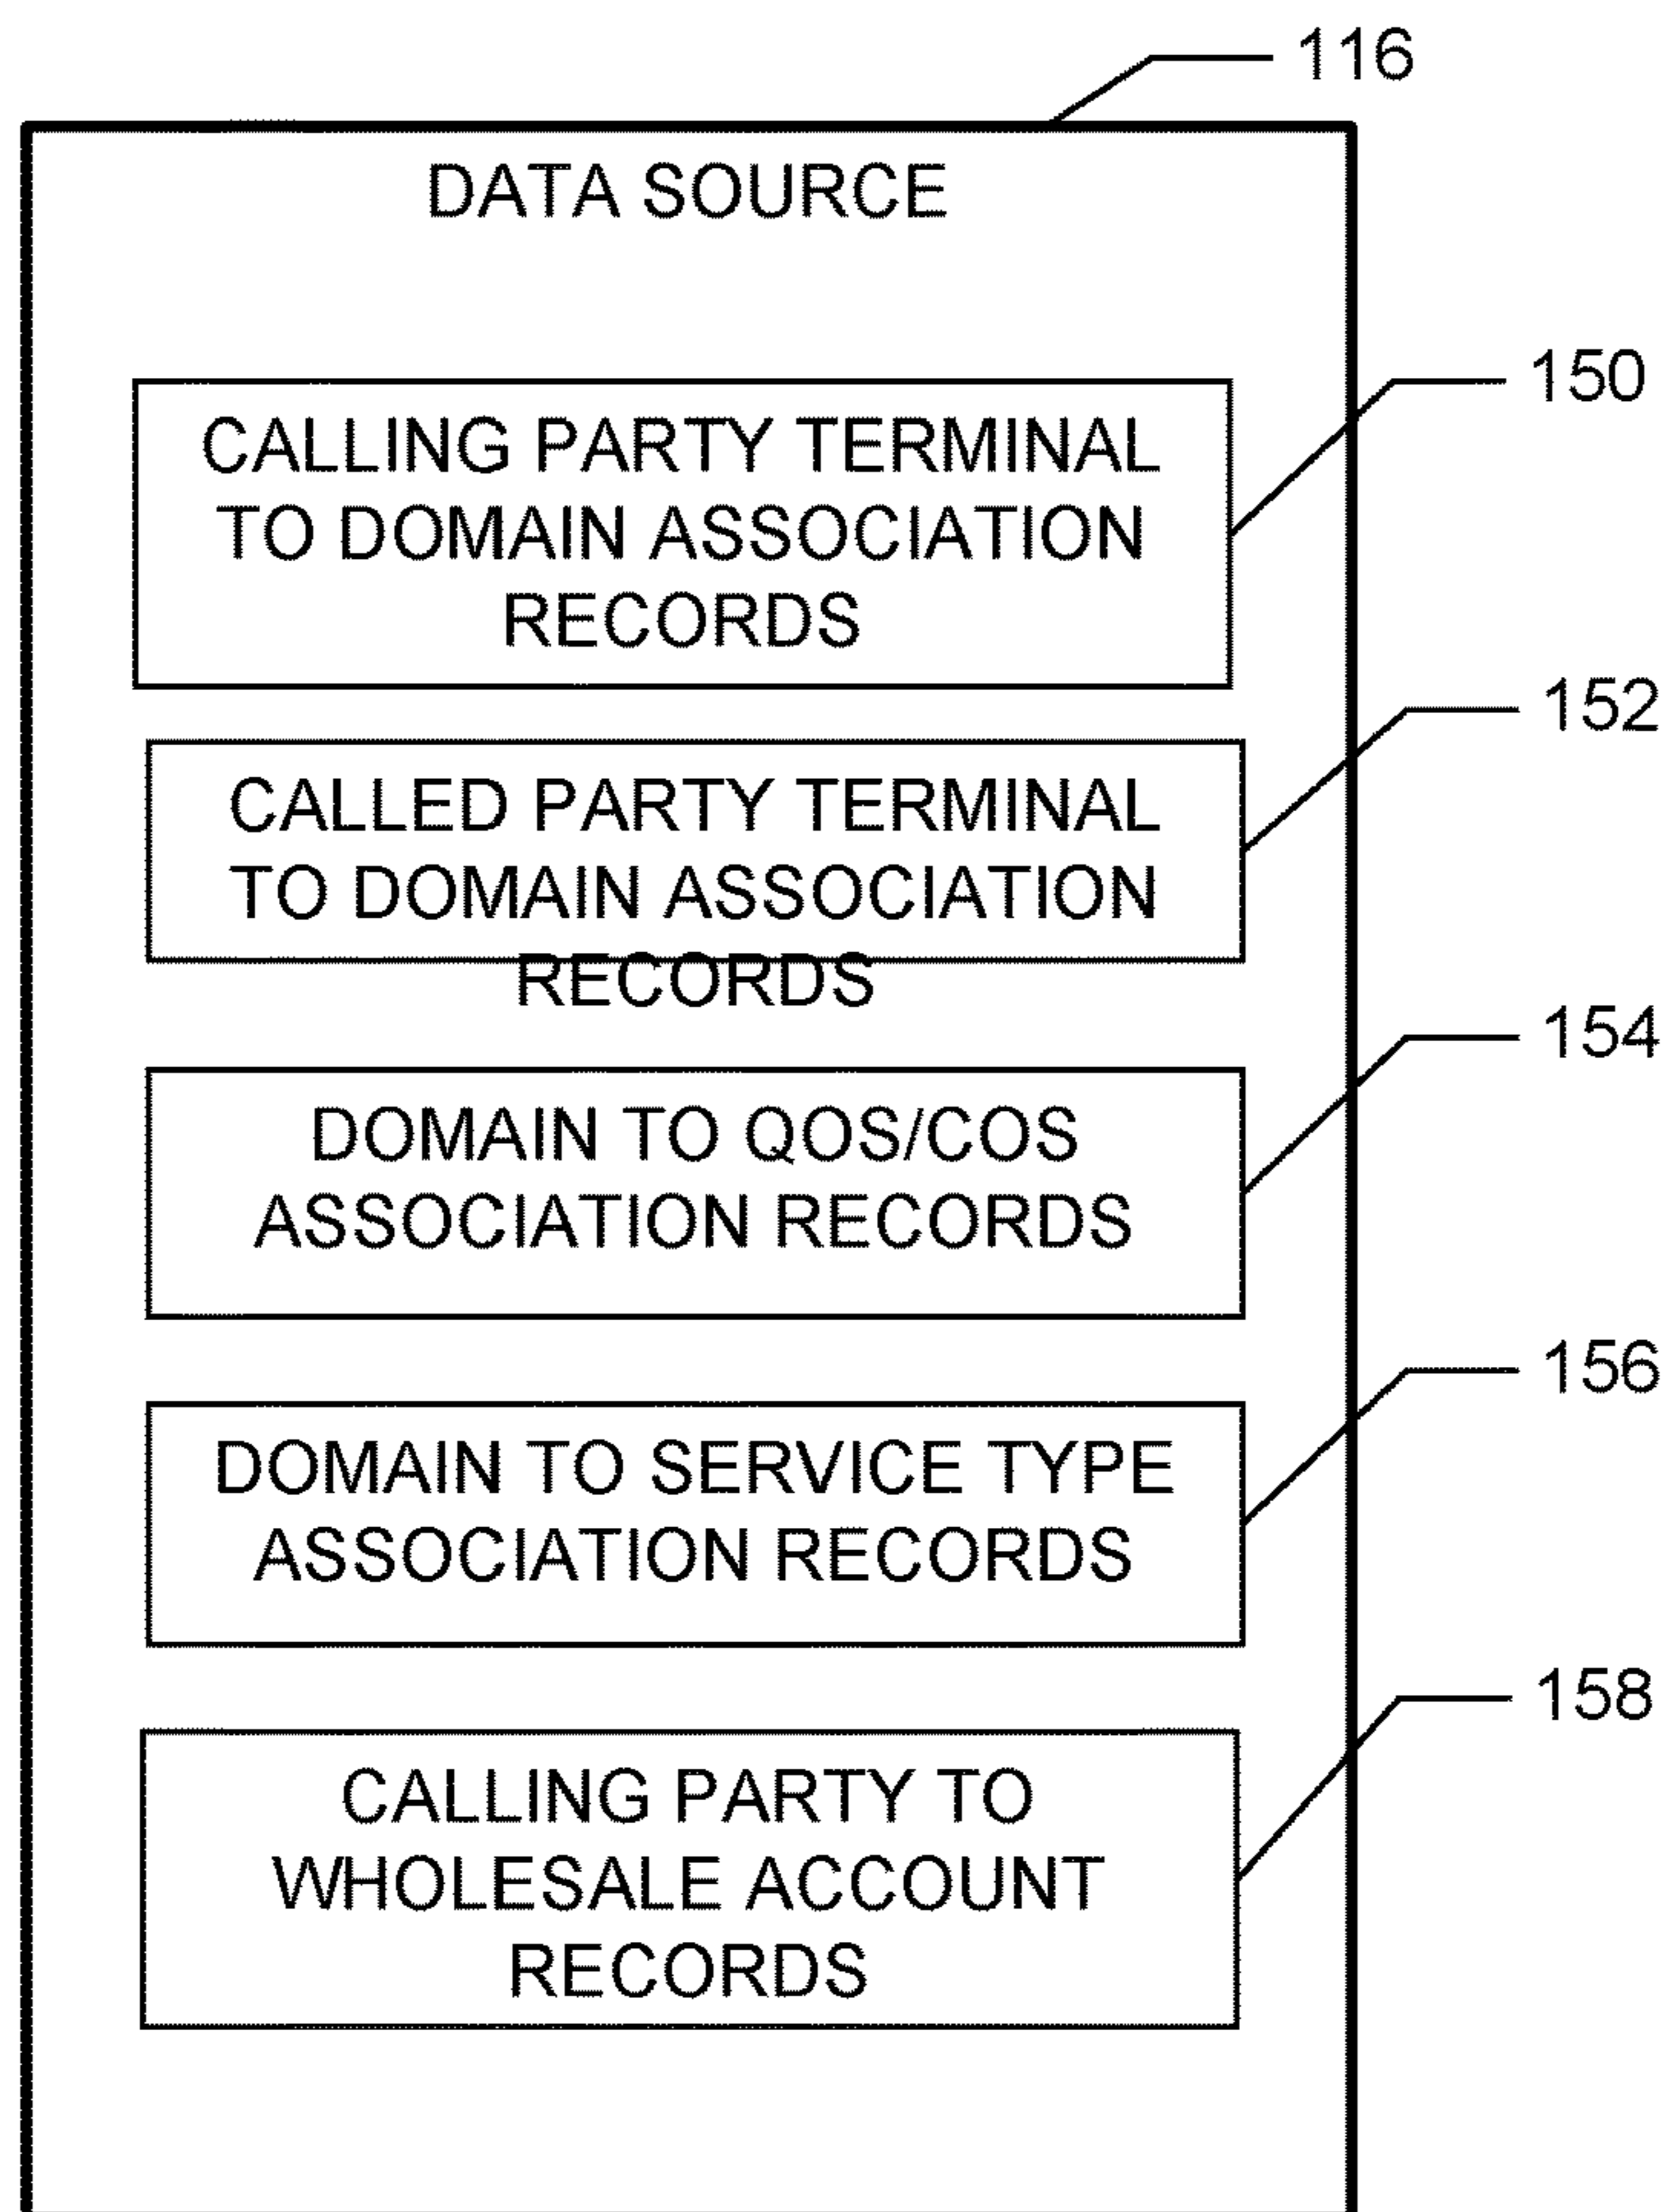 116
DATA SOURCE
150
CALLING PARTY TERMINAL
TO DOMAIN ASSOCIATION
RECORDS
152
CALLED PARTY TERMINAL
TO DOMAIN ASSOCIATION
RECORDS
154
DOMAIN TO QOS/COS
ASSOCIATION RECORDS
156
DOMAIN TO SERVICE TYPE
ASSOCIATION RECORDS
158
CALLING PARTY TO
WHOLESALE ACCOUNT
RECORDS